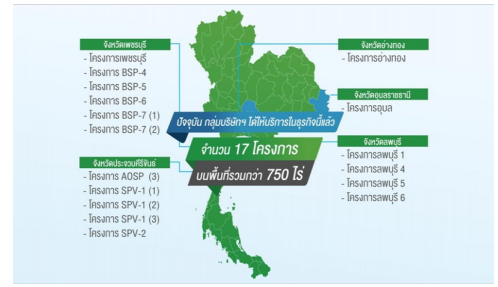 จังหวัดเพชรบุรี
- โครงการเพชรบุรี
- โครงการ BSP-4
- โครงการ BSP-5
- โครงการ BSP-6
- โครงการ BSP-7 (1)
- โครงการ BSP-7 (2)
จังหวัดประจวบคีรีขันธ์
- โครงการ AOSP (3)
- โครงการ SPV-1 (1)
- โครงการ SPV-1 (2)
- โครงการ SPV-1 (3)
- โครงการ SPV-2
ปัจจุบัน กลุ่มบริษัทฯ ได้ให้บริการในธุรกิจนี้แล้ว
จำนวน 17 โครงการ
บนพื้นที่รวมกว่า 750 ไร่
จังหวัดอ่างทอง
- โครงการอ่างทอง
จังหวัดอุบลราชธานี
- โครงการอุบล
จังหวัดลพบุรี
- โครงการลพบุรี 1
- โครงการลพบุรี 4
- โครงการลพบุรี 5
- โครงการลพบุรี 6